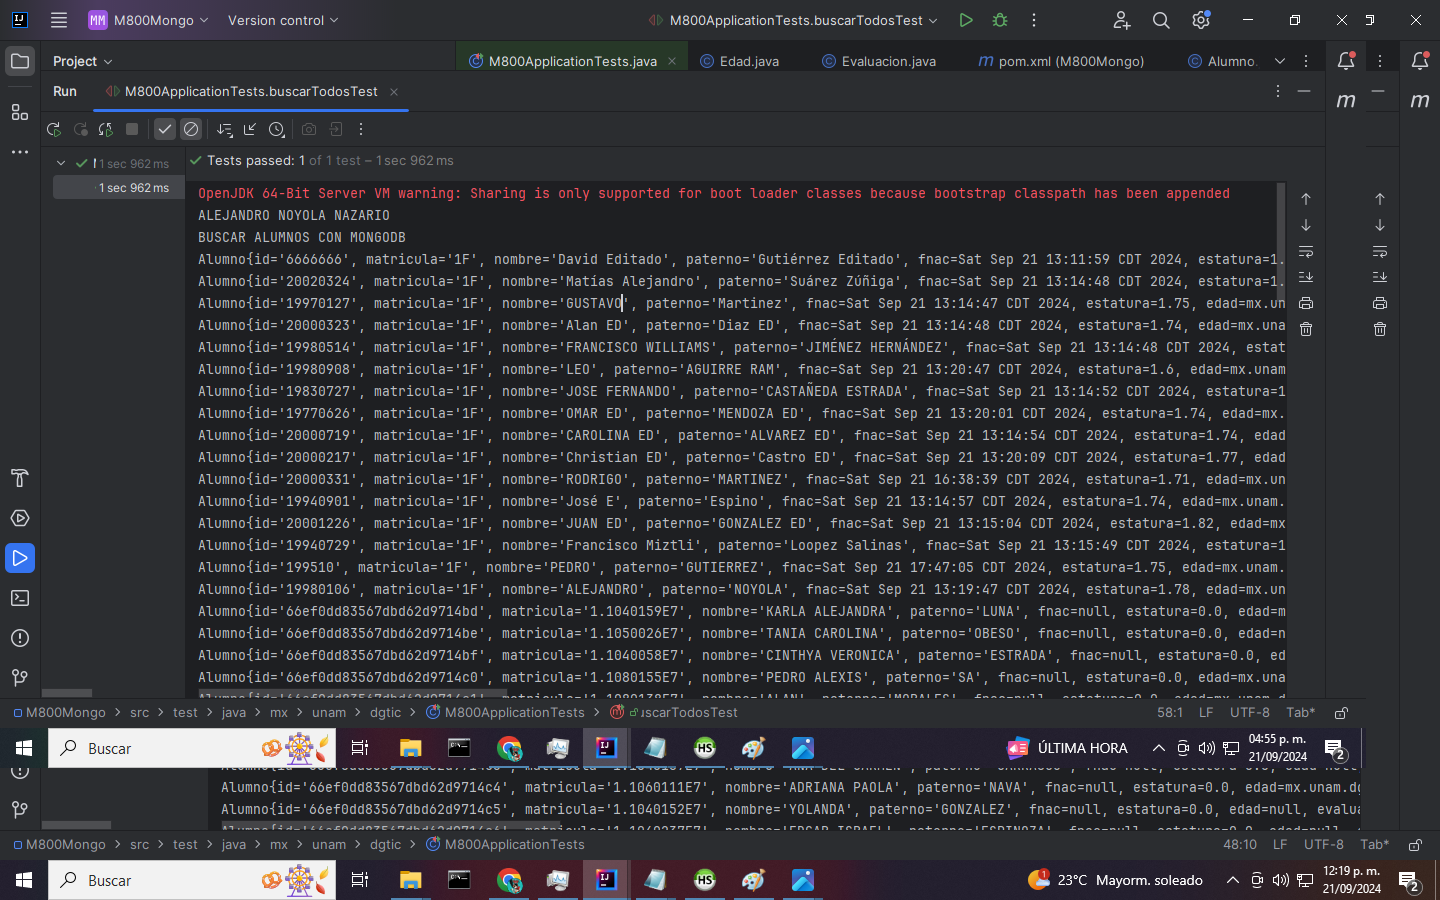 MM M800Mongo Version control M800ApplicationTests.buscarTodosTest
Project M800ApplicationTests.java Edad.java Evaluacion.java pom.xml (M800Mongo) Alumno.
Run M800ApplicationTests.buscarTodosTest
1 sec 962 ms
Tests passed: 1 of 1 test – 1 sec 962 ms
1 sec 962 ms
OpenJDK 64-Bit Server VM warning: Sharing is only supported for boot loader classes because bootstrap classpath has been appended
ALEJANDRO NOYOLA NAZARIO
BUSCAR ALUMNOS CON MONGODB
Alumno{id='6666666', matricula='1F', nombre='David Editado', paterno='Gutiérrez Editado', fnac=Sat Sep 21 13:11:59 CDT 2024, estatura=1.
Alumno{id='20020324', matricula='1F', nombre='Matías Alejandro', paterno='Suárez Zúñiga', fnac=Sat Sep 21 13:14:48 CDT 2024, estatura=1.
Alumno{id='19970127', matricula='1F', nombre='GUSTAVO', paterno='Martinez', fnac=Sat Sep 21 13:14:47 CDT 2024, estatura=1.75, edad=mx.un
Alumno{id='20000323', matricula='1F', nombre='Alan ED', paterno='Diaz ED', fnac=Sat Sep 21 13:14:48 CDT 2024, estatura=1.74, edad=mx.una
Alumno{id='19980514', matricula='1F', nombre='FRANCISCO WILLIAMS', paterno='JIMÉNEZ HERNÁNDEZ', fnac=Sat Sep 21 13:14:48 CDT 2024, estat
Alumno{id='19980908', matricula='1F', nombre='LEO', paterno='AGUIRRE RAM', fnac=Sat Sep 21 13:20:47 CDT 2024, estatura=1.6, edad=mx.unam
Alumno{id='19830727', matricula='1F', nombre='JOSE FERNANDO', paterno='CASTAÑEDA ESTRADA', fnac=Sat Sep 21 13:14:52 CDT 2024, estatura=1
Alumno{id='19770626', matricula='1F', nombre='OMAR ED', paterno='MENDOZA ED', fnac=Sat Sep 21 13:20:01 CDT 2024, estatura=1.74, edad=mx.
Alumno{id='20000719', matricula='1F', nombre='CAROLINA ED', paterno='ALVAREZ ED', fnac=Sat Sep 21 13:14:54 CDT 2024, estatura=1.74, edad
Alumno{id='20000217', matricula='1F', nombre='Christian ED', paterno='Castro ED', fnac=Sat Sep 21 13:20:09 CDT 2024, estatura=1.77, edad
Alumno{id='20000331', matricula='1F', nombre='RODRIGO', paterno='MARTINEZ', fnac=Sat Sep 21 16:38:39 CDT 2024, estatura=1.71, edad=mx.un
Alumno{id='19940901', matricula='1F', nombre='José E', paterno='Espino', fnac=Sat Sep 21 13:14:57 CDT 2024, estatura=1.74, edad=mx.unam.
Alumno{id='20001226', matricula='1F', nombre='JUAN ED', paterno='GONZALEZ ED', fnac=Sat Sep 21 13:15:04 CDT 2024, estatura=1.82, edad=mx
Alumno{id='19940729', matricula='1F', nombre='Francisco Miztli', paterno='Loopez Salinas', fnac=Sat Sep 21 13:15:49 CDT 2024, estatura=1
Alumno{id='199510', matricula='1F', nombre='PEDRO', paterno='GUTIERREZ', fnac=Sat Sep 21 17:47:05 CDT 2024, estatura=1.75, edad=mx.unam.
Alumno{id='19980106', matricula='1F', nombre='ALEJANDRO', paterno='NOYOLA', fnac=Sat Sep 21 13:19:47 CDT 2024, estatura=1.78, edad=mx.un
Alumno{id='66ef0dd83567dbd62d9714bd', matricula='1.1040159E7', nombre='KARLA ALEJANDRA', paterno='LUNA', fnac=null, estatura=0.0, edad=m
Alumno{id='66ef0dd83567dbd62d9714be', matricula='1.1050026E7', nombre='TANIA CAROLINA', paterno='OBESO', fnac=null, estatura=0.0, edad=n
Alumno{id='66ef0dd83567dbd62d9714bf', matricula='1.1040058E7', nombre='CINTHYA VERONICA', paterno='ESTRADA', fnac=null, estatura=0.0, ed
Alumno{id='66ef0dd83567dbd62d9714c0', matricula='1.1080155E7', nombre='PEDRO ALEXIS', paterno='SA', fnac=null, estatura=0.0, edad=mx.una
M800Mongo > src > test > java > mx > unam > dgtic > M800ApplicationTests > uscarTodosTest 58:1 LF UTF-8 Tab*
Buscar ÚLTIMA HORA 04:55 p. m.
21/09/2024 2
Alumno{id='66ef0dd83567dbd62d9714c4', matricula='1.1060111E7', nombre='ADRIANA PAOLA', paterno='NAVA', fnac=null, estatura=0.0, edad=mx.unam.dg
Alumno{id='66ef0dd83567dbd62d9714c5', matricula='1.1040152E7', nombre='YOLANDA', paterno='GONZALEZ', fnac=null, estatura=0.0, edad=null, evalua
M800Mongo > src > test > java > mx > unam > dgtic > M800ApplicationTests 48:10 LF UTF-8 Tab*
Buscar 1 23°C Mayorm. soleado 12:19 p. m.
21/09/2024 2